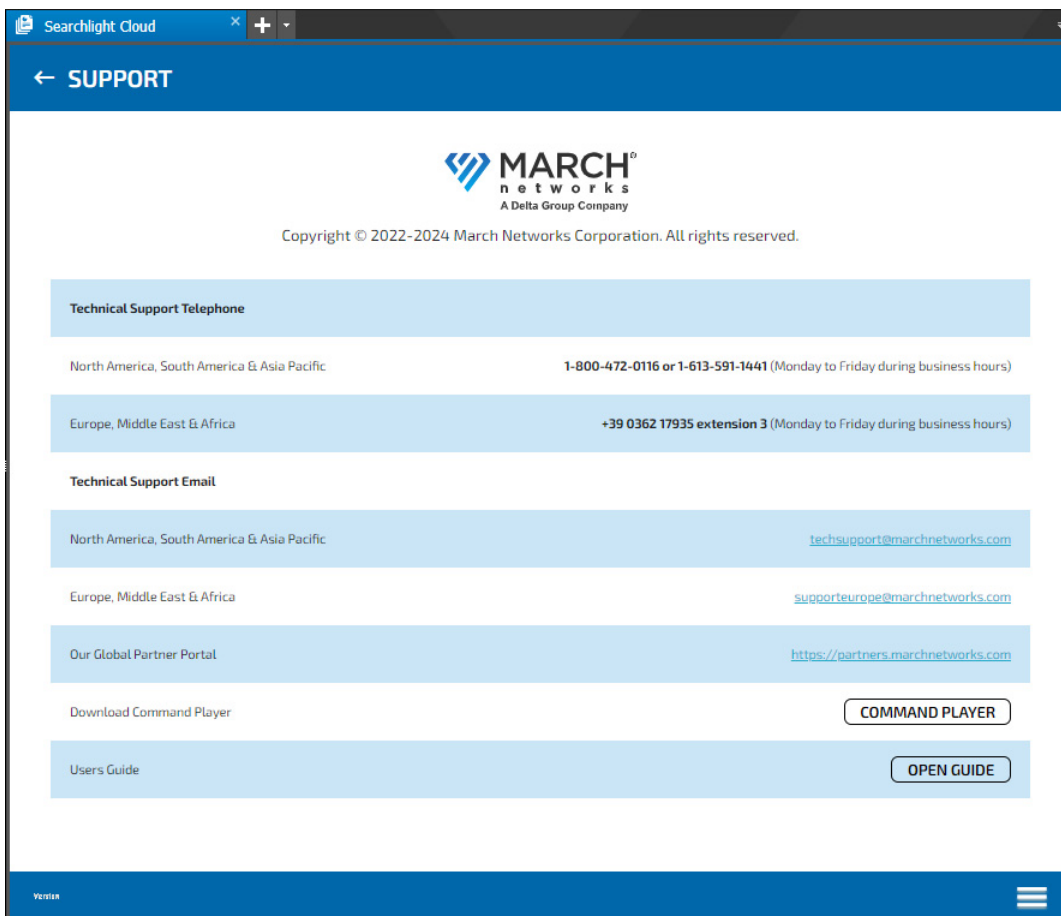 Searchlight Cloud
SUPPORT
MARCH
networks
A Delta Group Company
Copyright © 2022-2024 March Networks Corporation. All rights reserved.
Technical Support Telephone
North America, South America & Asia Pacific 1-800-472-0116 or 1-613-591-1441 (Monday to Friday during business hours)
Europe, Middle East & Africa +39 0362 17935 extension 3 (Monday to Friday during business hours)
Technical Support Email
North America, South America & Asia Pacific techsupport@marchnetworks.com
Europe, Middle East & Africa supporteurope@marchnetworks.com
Our Global Partner Portal https://partners.marchnetworks.com
Download Command Player COMMAND PLAYER
Users Guide OPEN GUIDE
Version